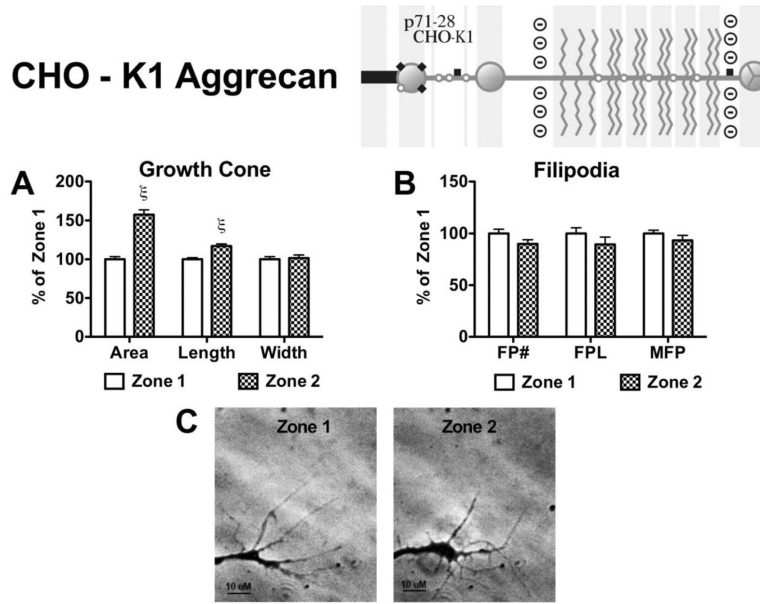 p71-28
CHO-K1
CHO - K1 Aggrecan
A
Growth Cone
% of Zone 1
200
150
100
50
0
ξ
ξ
Area
Length
Width
Zone 1
Zone 2
B
Filipodia
% of Zone 1
150
100
50
0
FP#
FPL
MFP
Zone 1
Zone 2
C
Zone 1
10 uM
Zone 2
10 uM